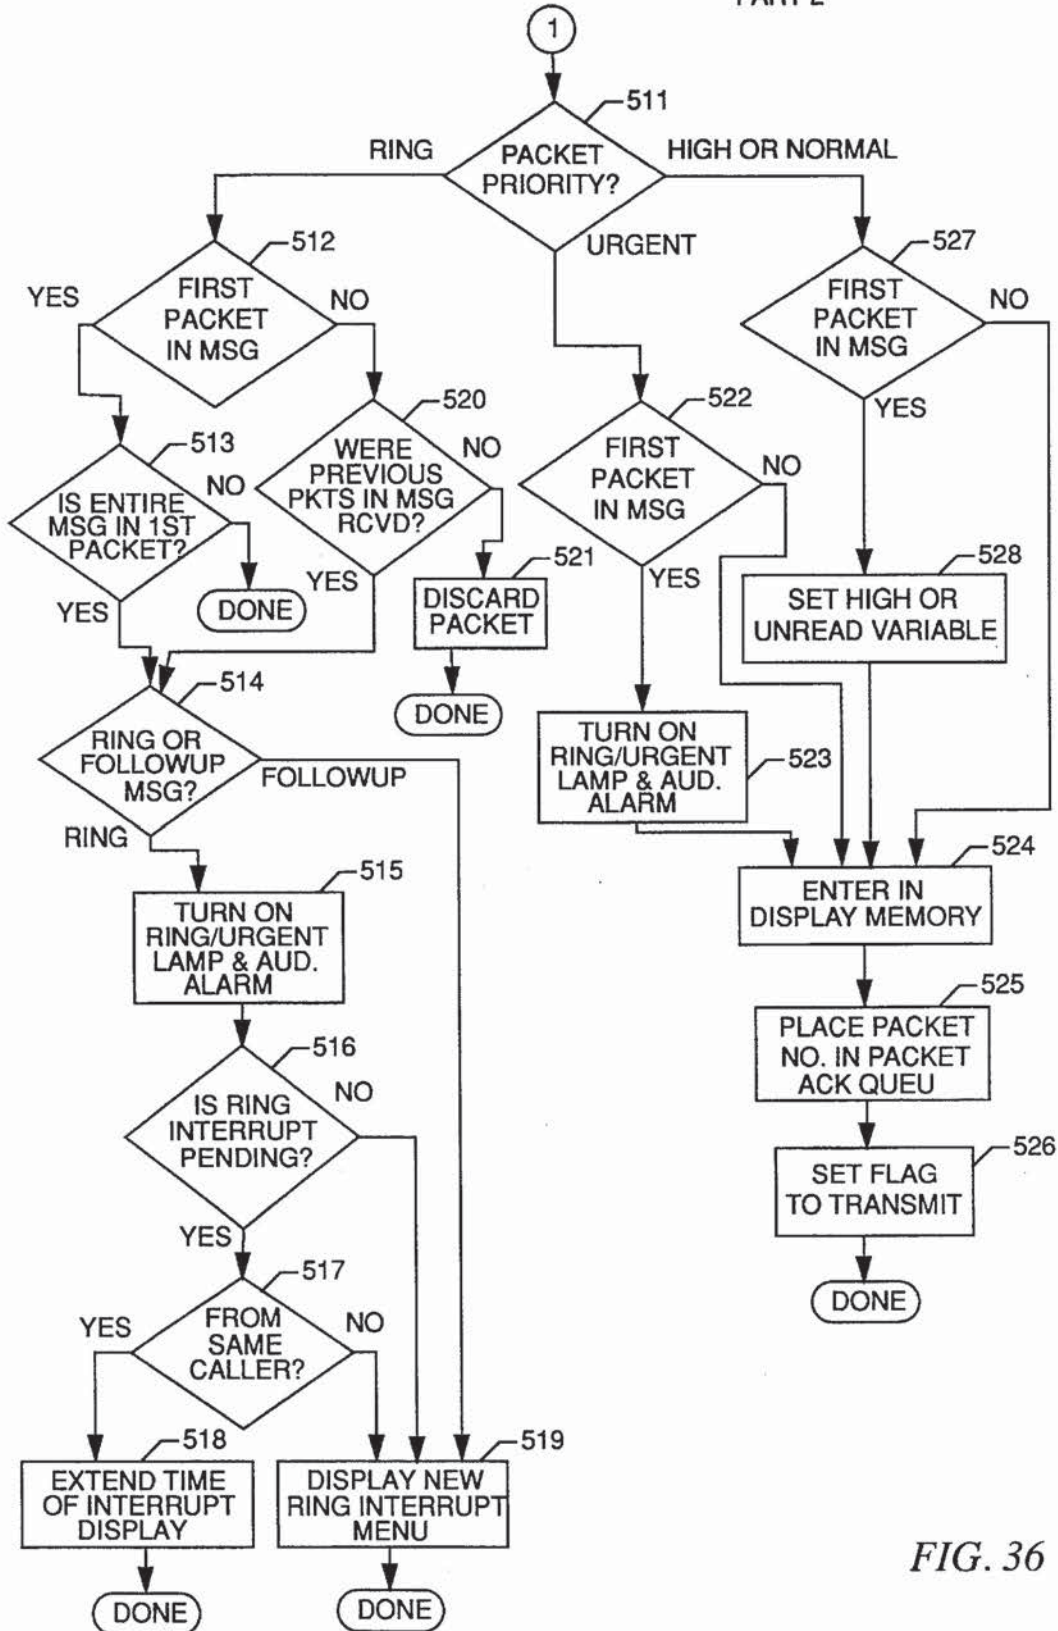 PART 2
1
511
RING
PACKET
PRIORITY?
HIGH OR NORMAL
URGENT
512
YES
FIRST
PACKET
IN MSG
NO
527
FIRST
PACKET
IN MSG
NO
YES
513
IS ENTIRE
MSG IN 1ST
PACKET?
NO
YES
DONE
520
WERE
PREVIOUS
PKTS IN MSG
RCVD?
NO
YES
521
DISCARD
PACKET
DONE
522
FIRST
PACKET
IN MSG
NO
YES
528
SET HIGH OR
UNREAD VARIABLE
514
RING OR
FOLLOWUP
MSG?
FOLLOWUP
RING
TURN ON
RING/URGENT
LAMP & AUD.
ALARM
523
515
TURN ON
RING/URGENT
LAMP & AUD.
ALARM
524
ENTER IN
DISPLAY MEMORY
525
PLACE PACKET
NO. IN PACKET
ACK QUEU
516
IS RING
INTERRUPT
PENDING?
NO
YES
526
SET FLAG
TO TRANSMIT
DONE
517
YES
FROM
SAME
CALLER?
NO
518
EXTEND TIME
OF INTERRUPT
DISPLAY
DONE
519
DISPLAY NEW
RING INTERRUPT
MENU
DONE
FIG. 36